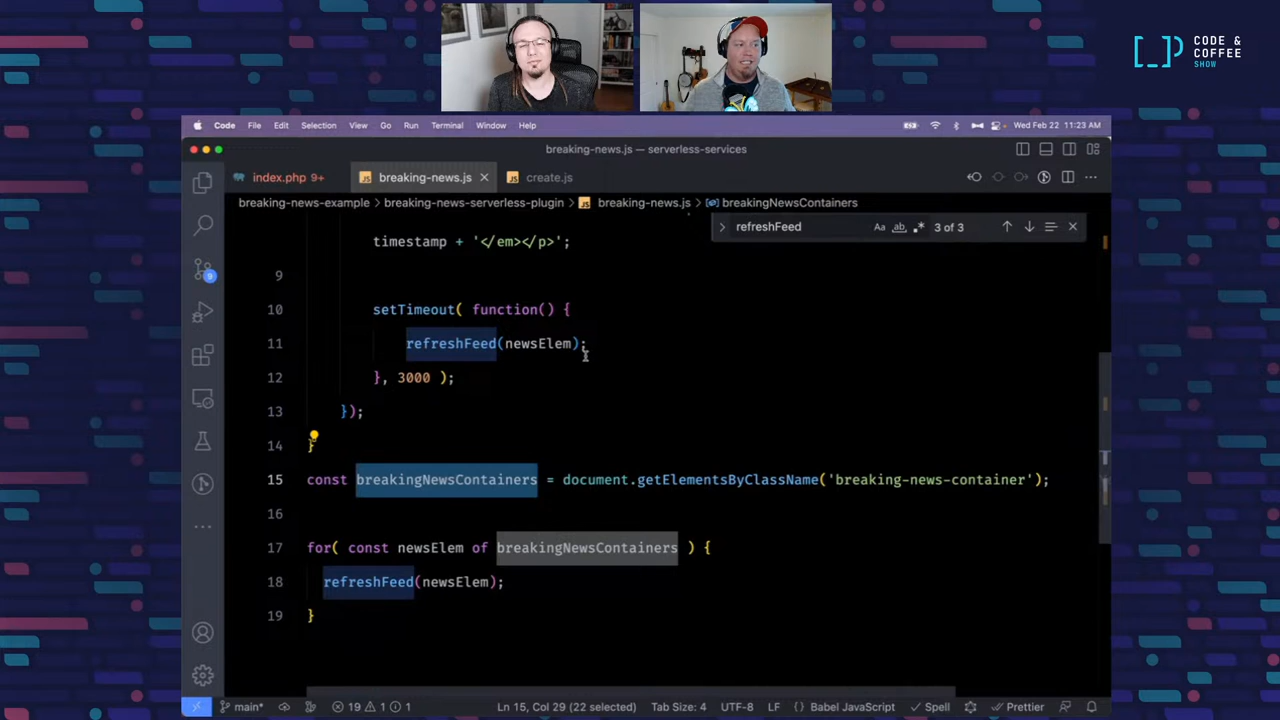 CODE &
COFFEE
SHOW
Code File Edit Selection View Go Run Terminal Window Help Wed Feb 22 11:23 AM
breaking-news.js — serverless-services
index.php 9+ JS breaking-news.js JS create.js
breaking-news-example > breaking-news-serverless-plugin > JS breaking-news.js > breakingNewsContainers
refreshFeed Aa ab .* 3 of 3
timestamp + '</em></p>';
9
10 setTimeout( function() {
11 refreshFeed(newsElem);
12 }, 3000 );
13 });
14 }
15 const breakingNewsContainers = document.getElementsByClassName('breaking-news-container');
16
17 for( const newsElem of breakingNewsContainers ) {
18 refreshFeed(newsElem);
19 }
9
main* 19 1 1 Ln 15, Col 29 (22 selected) Tab Size: 4 UTF-8 LF {} Babel JavaScript Spell Prettier